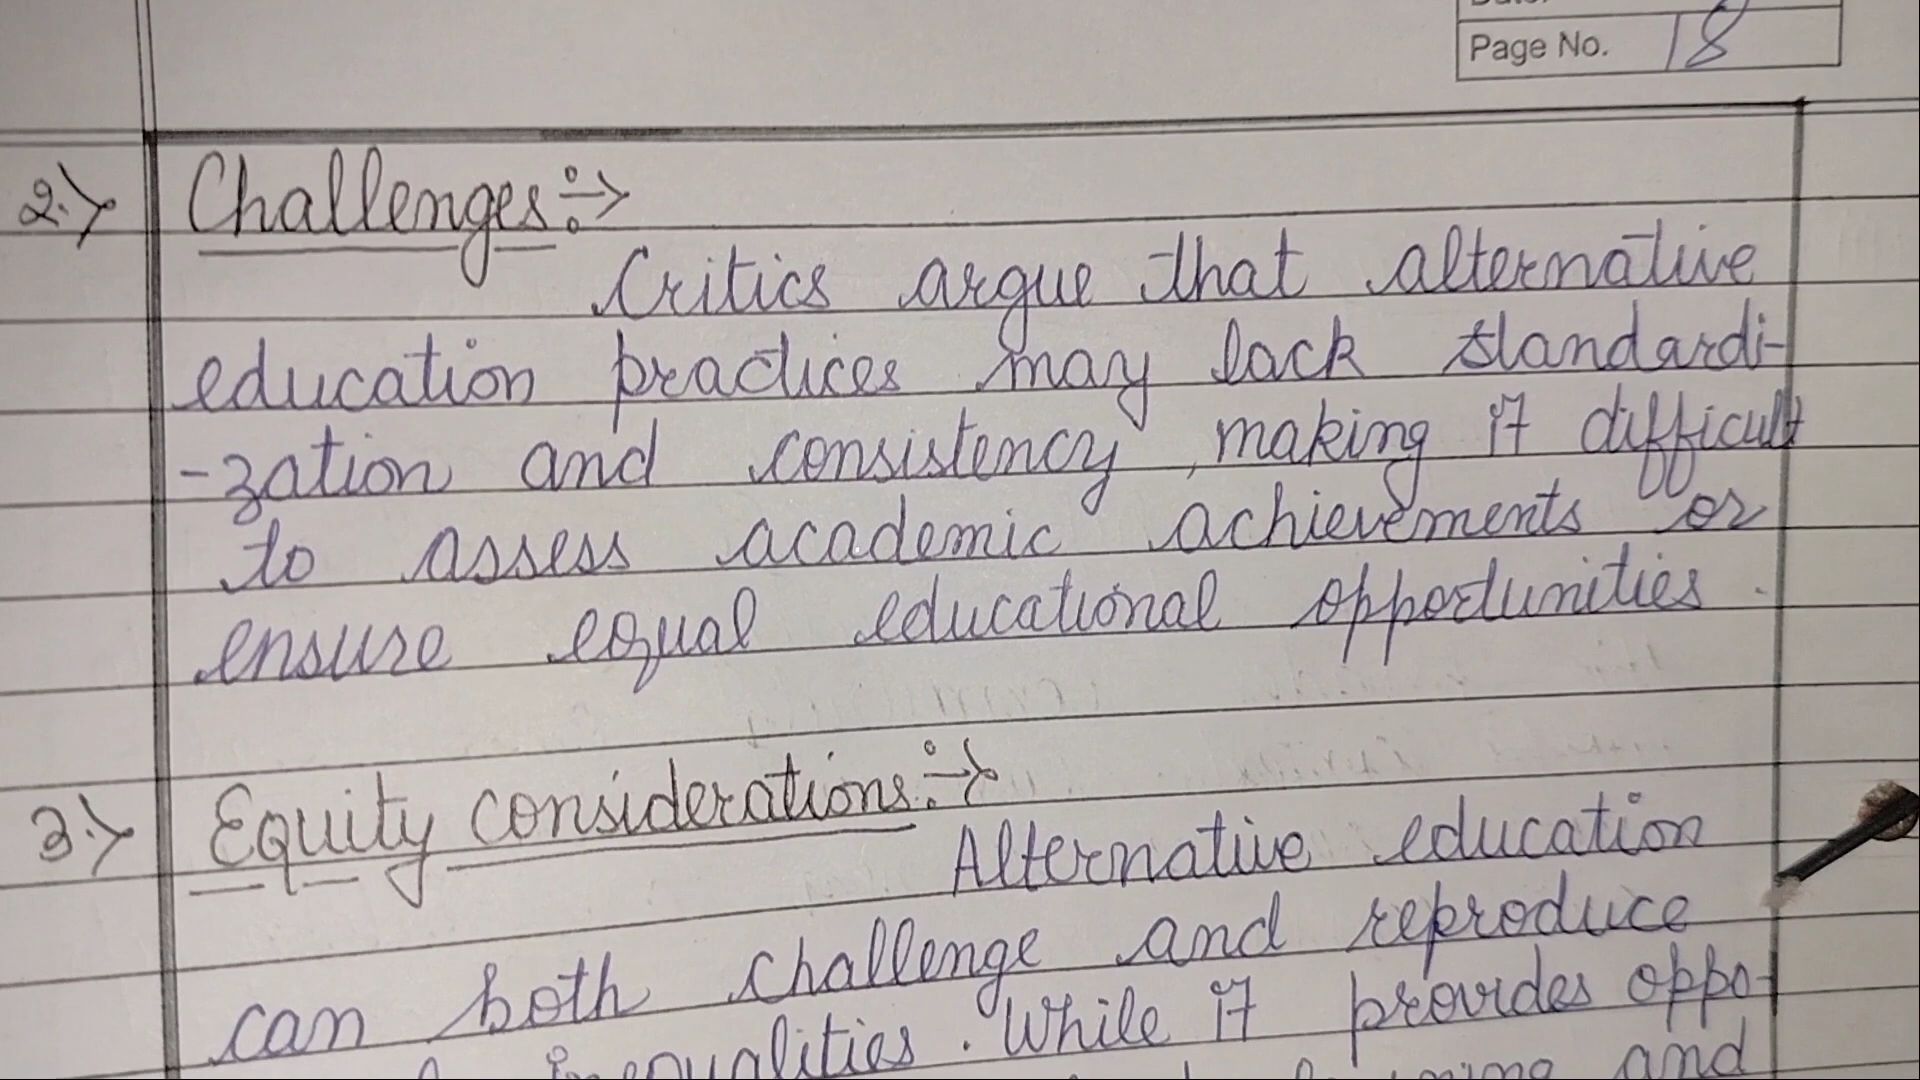 Page No. 18
2.> Challenges:->
Critics argue that alternative
education practices may lack standardi-
-zation and consistency, making it difficult
to assess academic achievements or
ensure equal educational opportunities.
3.> Equity considerations:->
Alternative education
can both challenge and reproduce
inequalities. While it provides oppo-
and